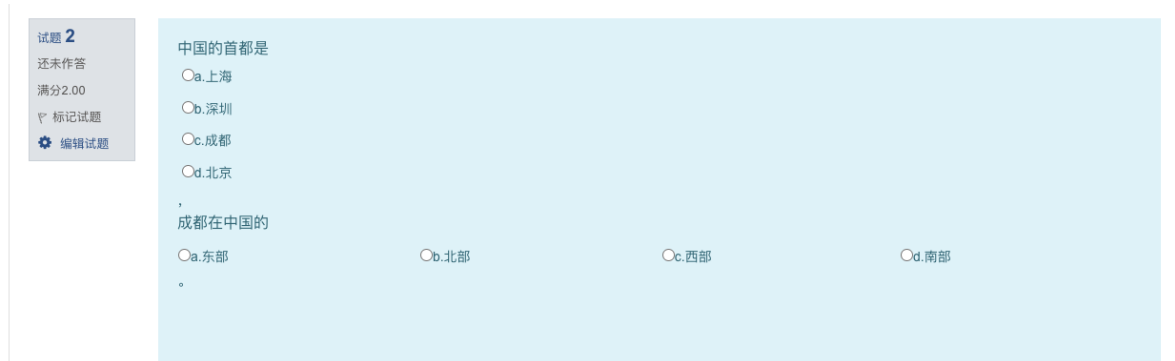 试题 2
还未作答
满分2.00
标记试题
编辑试题
中国的首都是
a.上海
b.深圳
c.成都
d.北京
，
成都在中国的
a.东部 b.北部 c.西部 d.南部
。